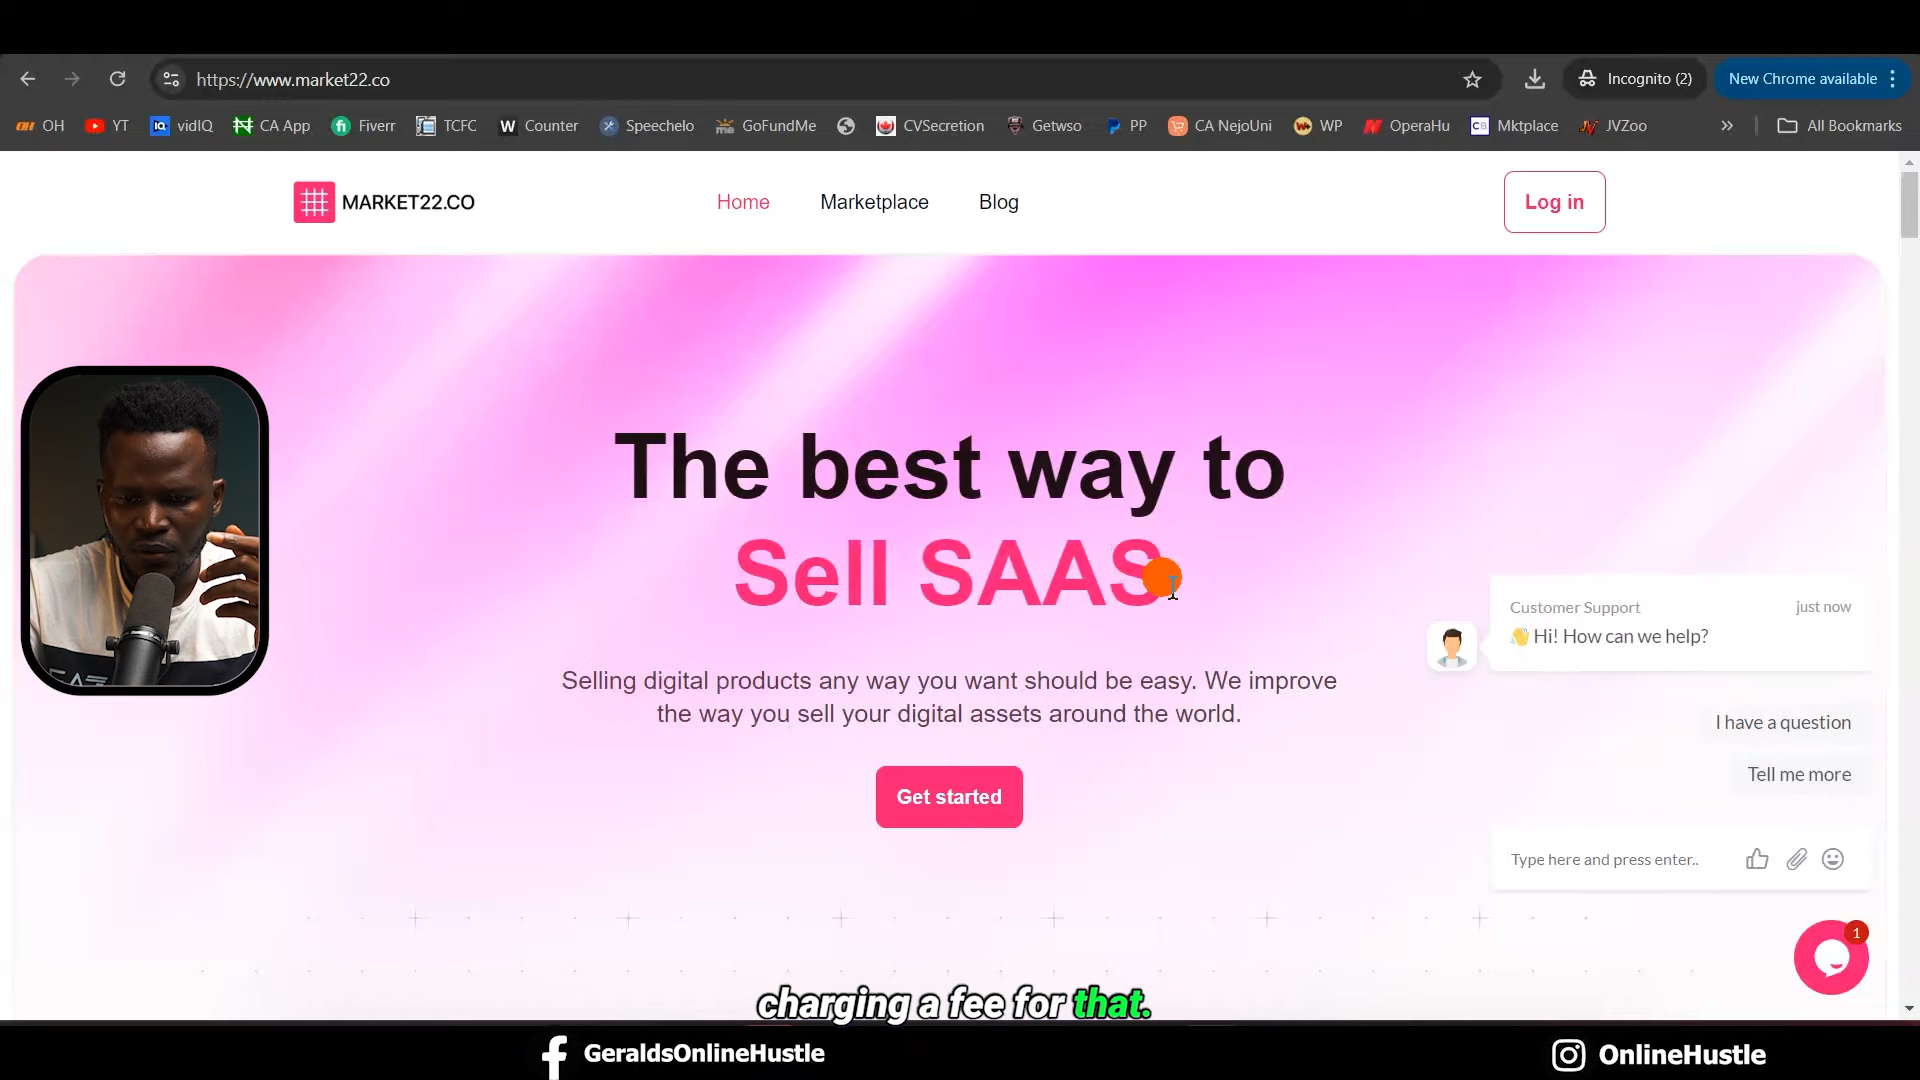 https://www.market22.co
Incognito (2)
New Chrome available
OH
YT
vidIQ
CA App
Fiverr
TCFC
Counter
Speechelo
GoFundMe
CVSecretion
Getwso
PP
CA NejoUni
WP
OperaHu
Mktplace
JVZoo
All Bookmarks
MARKET22.CO
Home
Marketplace
Blog
Log in
The best way to
Sell SAAS
Selling digital products any way you want should be easy. We improve
the way you sell your digital assets around the world.
Get started
Customer Support
just now
👋 Hi! How can we help?
I have a question
Tell me more
Type here and press enter..
1
charging a fee for that.
GeraldsOnlineHustle
OnlineHustle